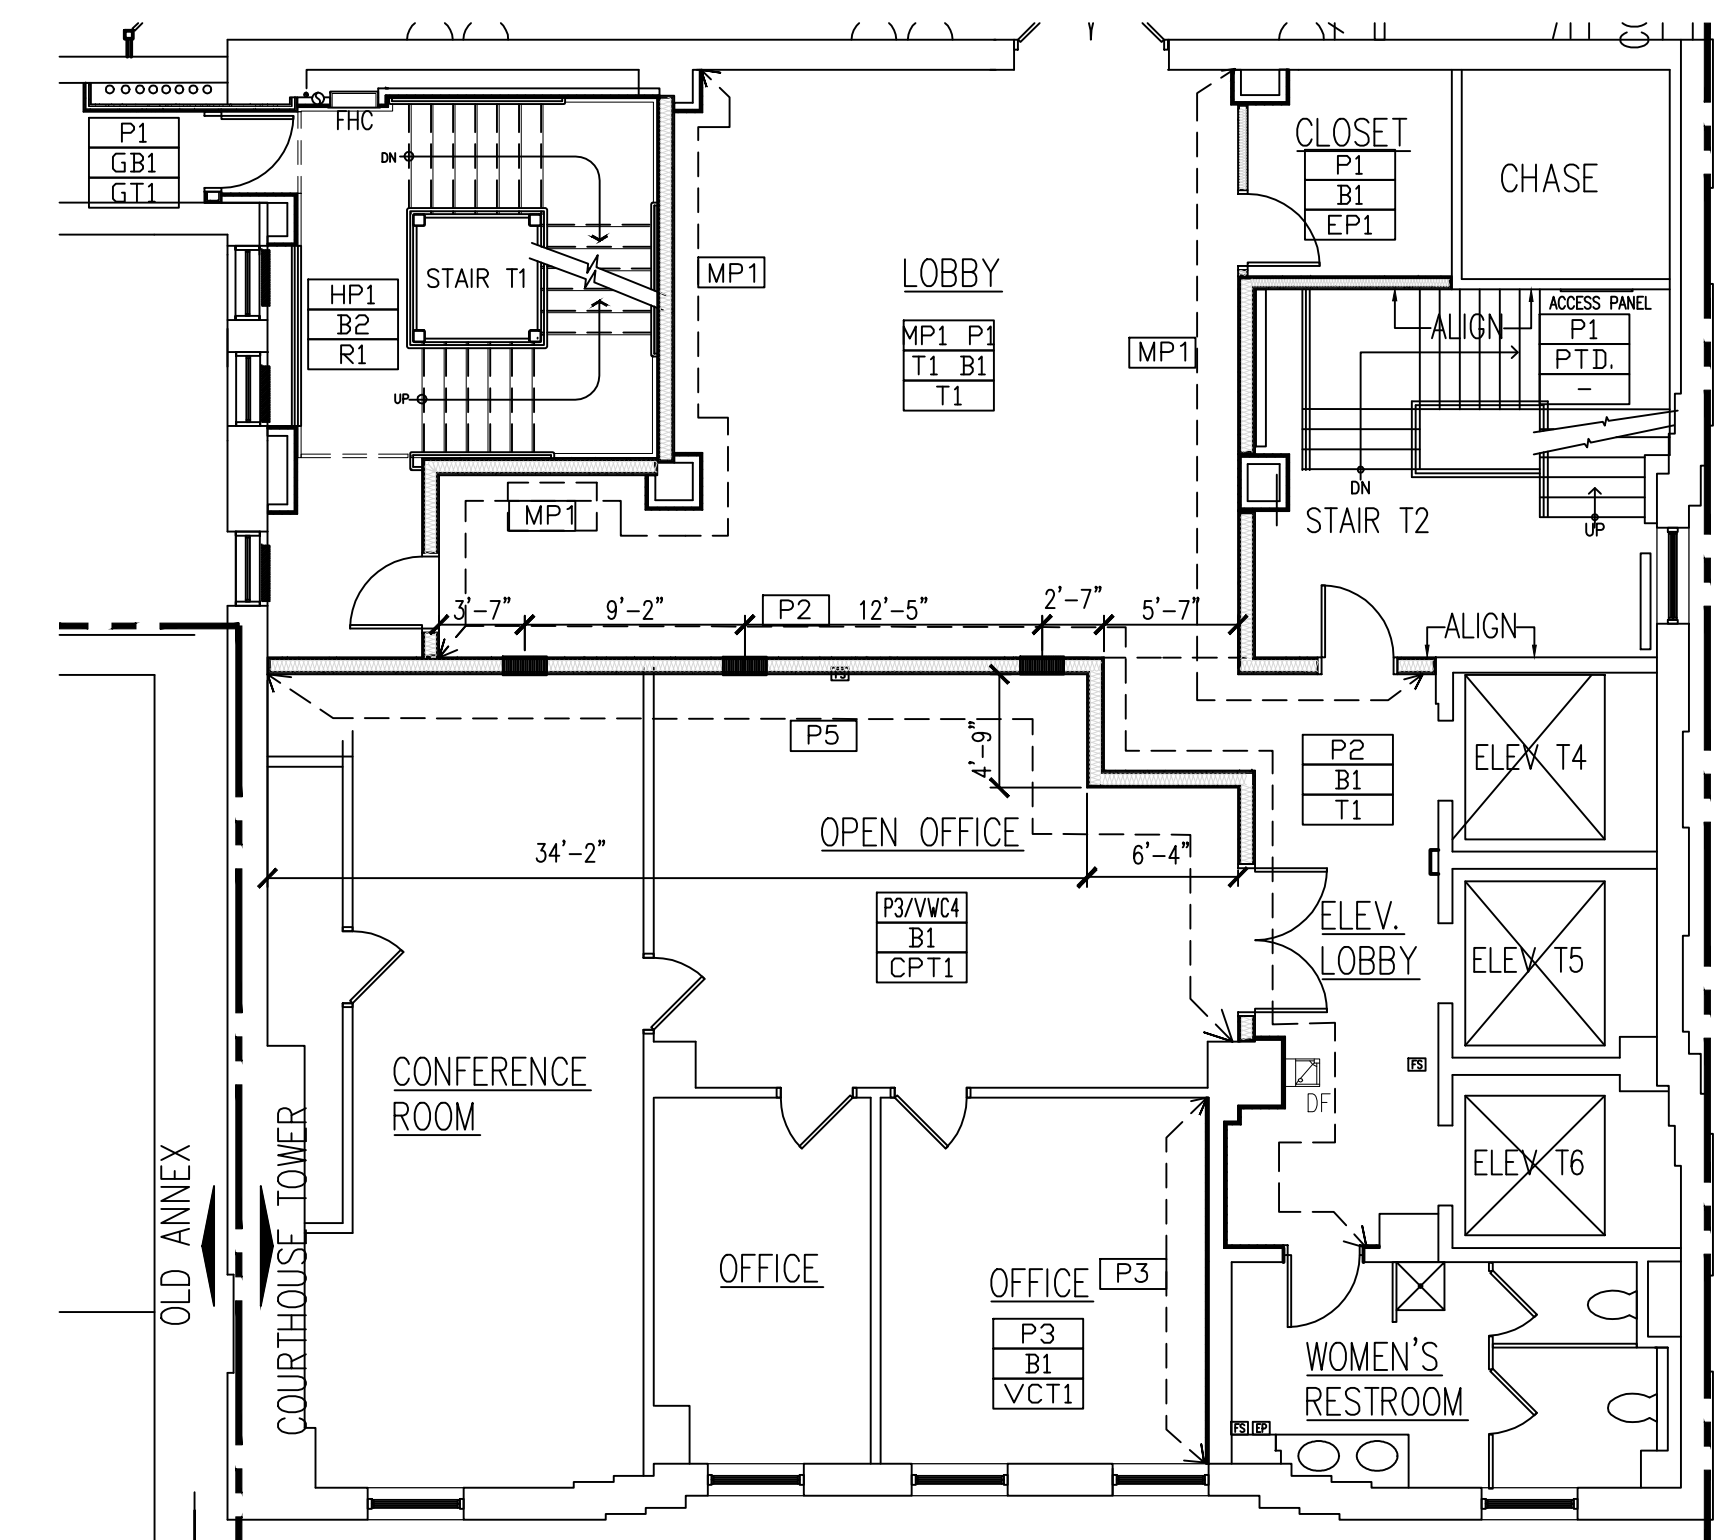 FHC
P1
GB1
GT1
DN
CLOSET
P1
B1
EP1
CHASE
STAIR T1
MP1
LOBBY
HP1
B2
R1
MP1 P1
T1 B1
T1
MP1
ACCESS PANEL
ALIGN
P1
PTD.
-
UP
DN
STAIR T2
UP
MP1
3'-7"
9'-2"
P2
12'-5"
2'-7"
5'-7"
ALIGN
FS
P5
4'-9"
P2
B1
T1
ELEV T4
OPEN OFFICE
34'-2"
6'-4"
P3/VWC4
B1
CPT1
ELEV.
LOBBY
ELEV T5
CONFERENCE
ROOM
FS
DF
OLD ANNEX
COURTHOUSE TOWER
ELEV T6
OFFICE
OFFICE
P3
P3
B1
VCT1
WOMEN'S
RESTROOM
FS
EP